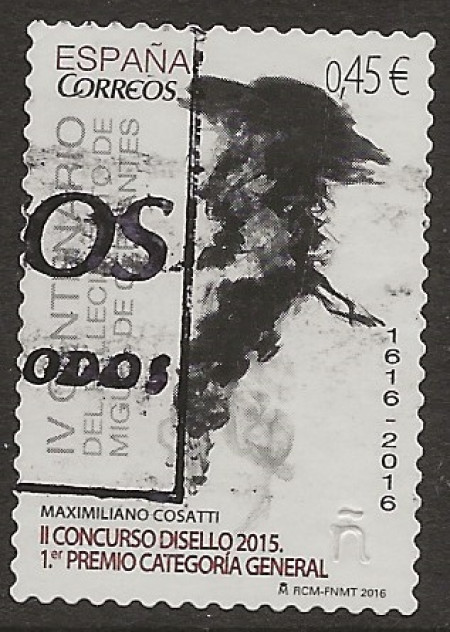 ESPAÑA
CORREOS
0,45 €
IV CENTENARIO
DEL FALLECIMIENTO DE
MIGUEL DE CERVANTES
OS
ODOS
1616-2016
MAXIMILIANO COSATTI
II CONCURSO DISELLO 2015.
1.er PREMIO CATEGORÍA GENERAL
ñ
RCM-FNMT 2016